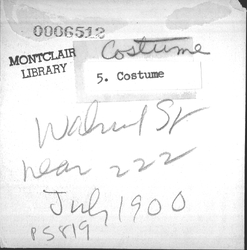 0006512
Costume
MONTCLAIR
LIBRARY
5. Costume
Walnut St
near 222
July 1900
PS819